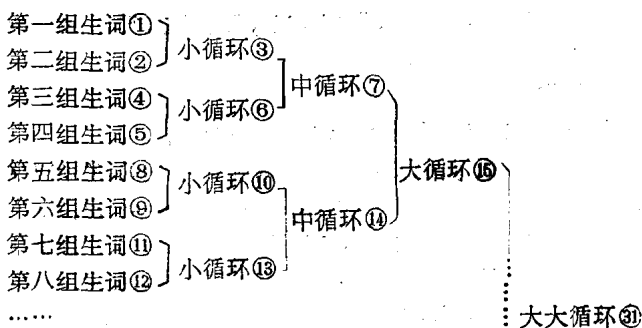 第一组生词①
第二组生词②
小循环③
第三组生词④
第四组生词⑤
小循环⑥
中循环⑦
第五组生词⑧
第六组生词⑨
小循环⑩
第七组生词⑪
第八组生词⑫
小循环⑬
中循环⑭
大循环⑮
……
大大循环㉛